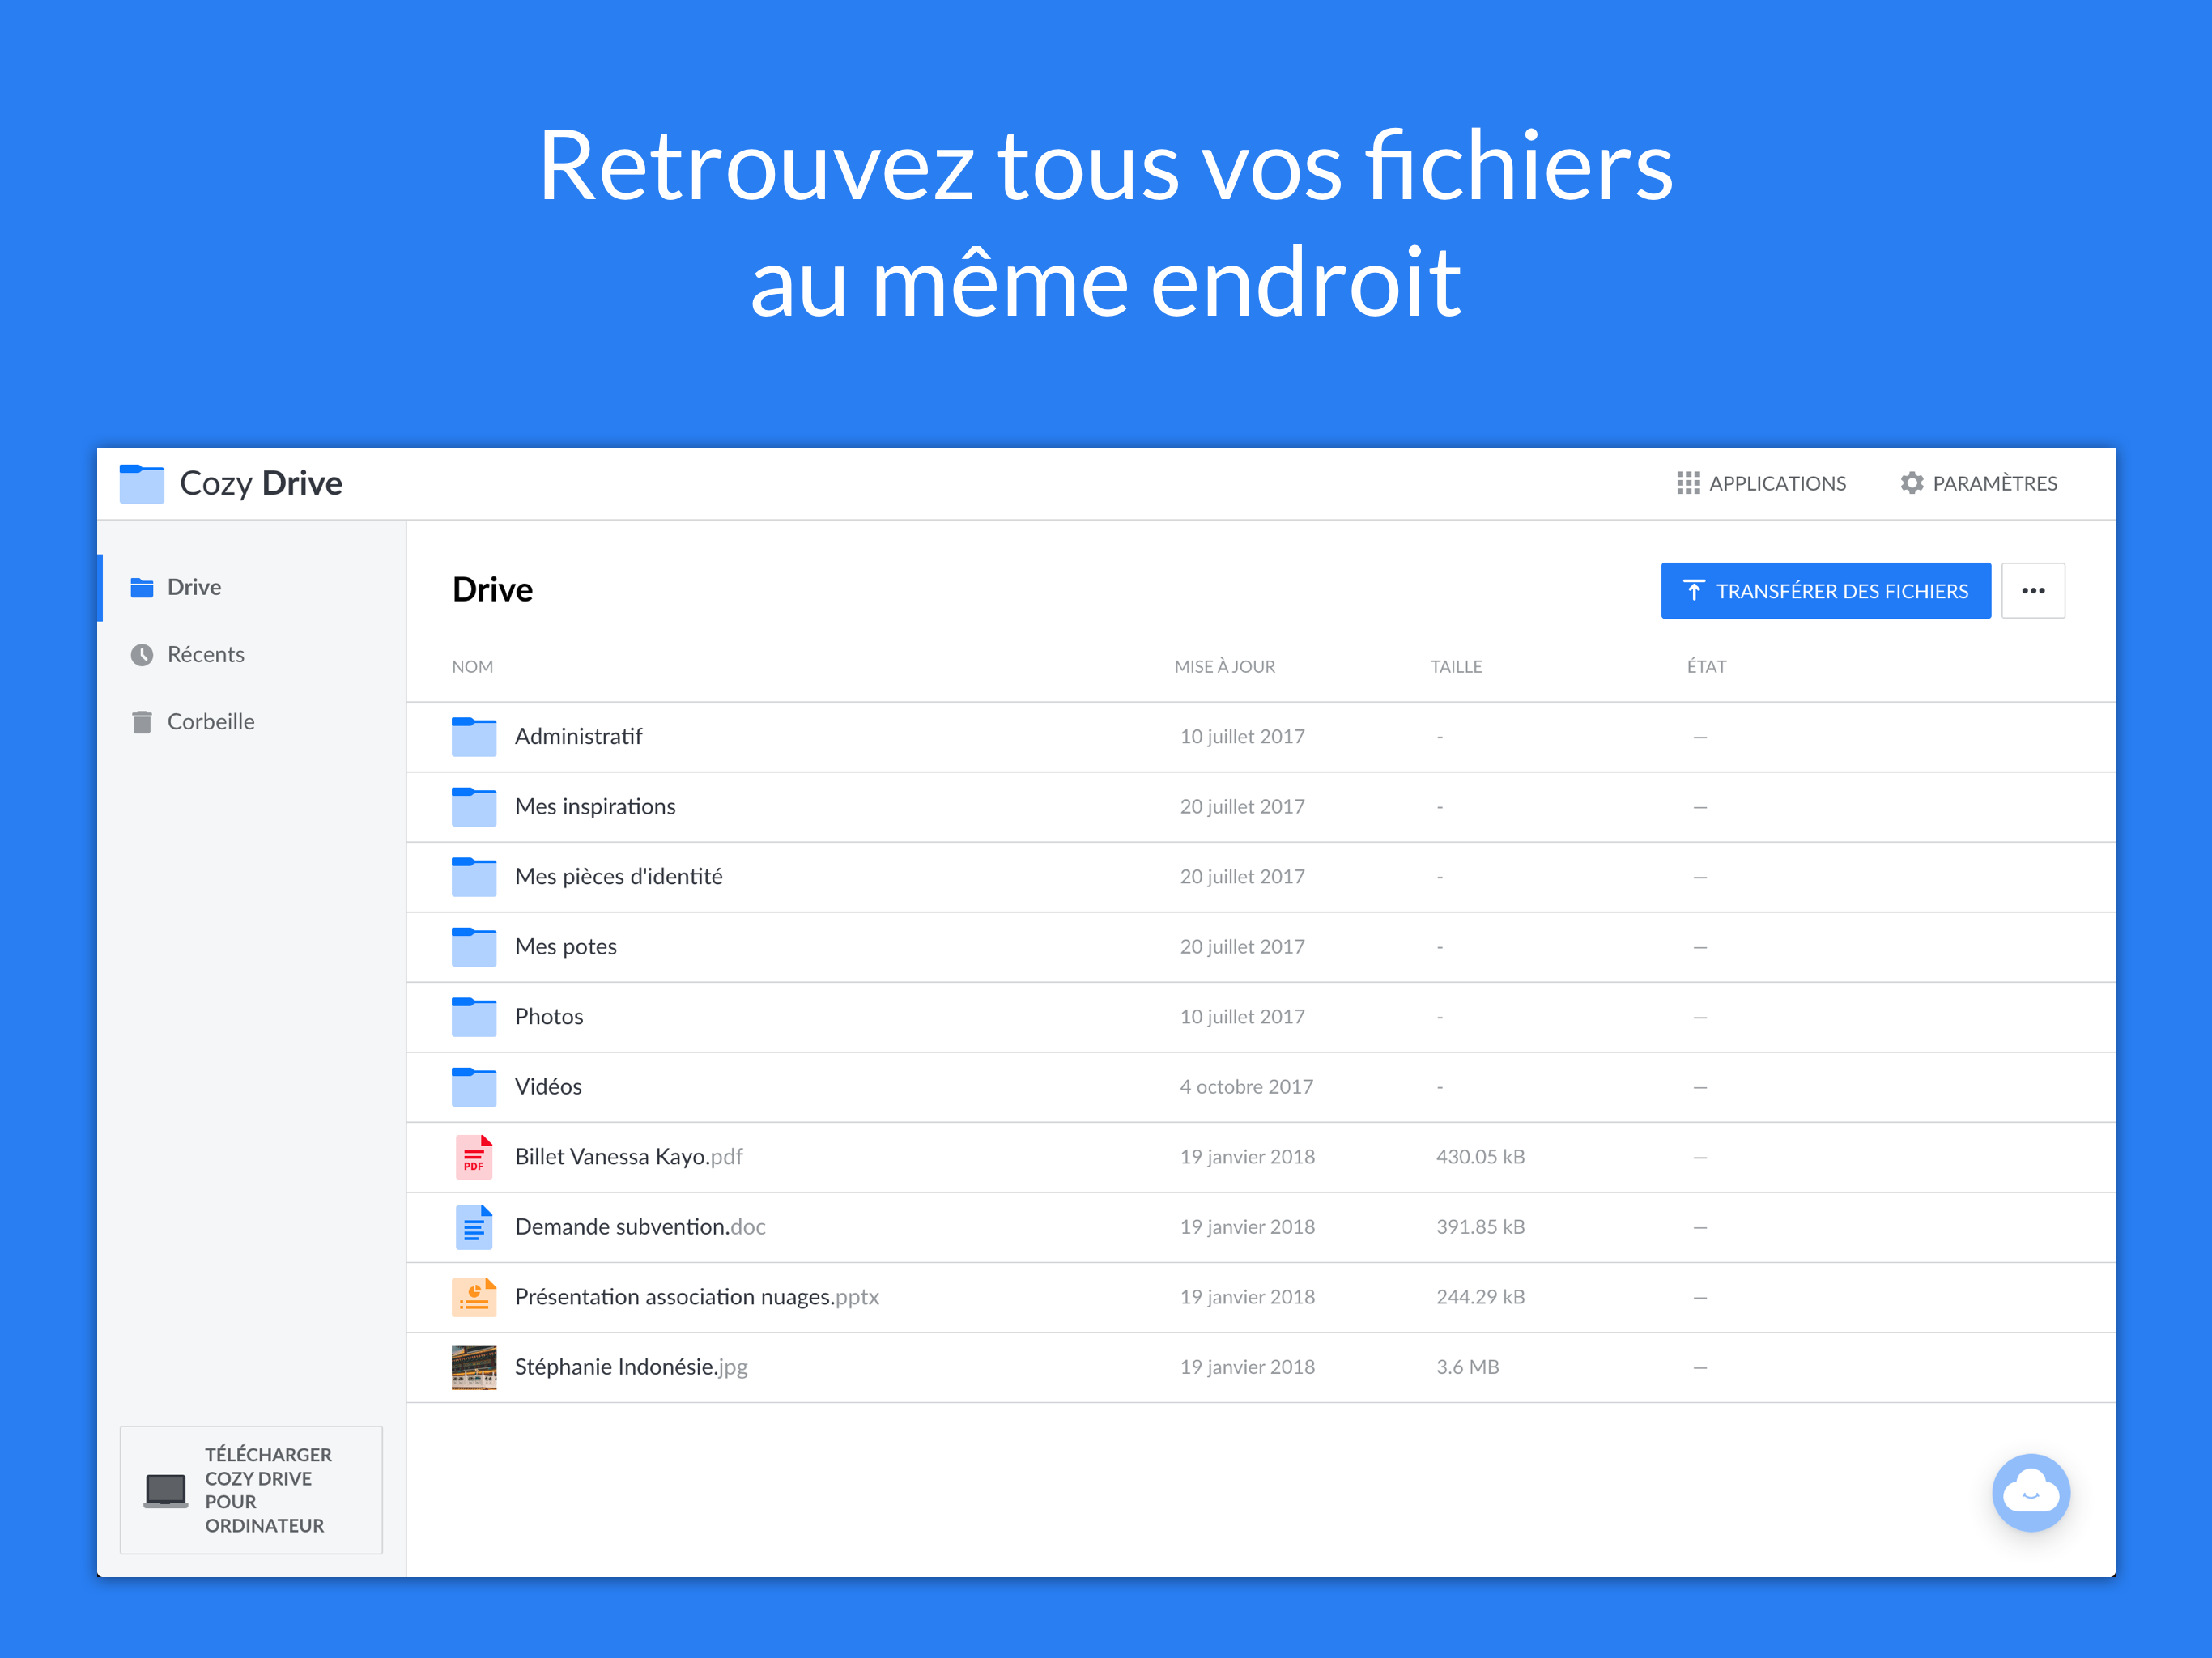 Retrouvez tous vos fichiers
au même endroit
Cozy Drive
APPLICATIONS
PARAMÈTRES
Drive
Récents
Corbeille
Drive
TRANSFÉRER DES FICHIERS
NOM MISE À JOUR TAILLE ÉTAT
Administratif 10 juillet 2017 - —
Mes inspirations 20 juillet 2017 - —
Mes pièces d'identité 20 juillet 2017 - —
Mes potes 20 juillet 2017 - —
Photos 10 juillet 2017 - —
Vidéos 4 octobre 2017 - —
PDF Billet Vanessa Kayo.pdf 19 janvier 2018 430.05 kB —
Demande subvention.doc 19 janvier 2018 391.85 kB —
Présentation association nuages.pptx 19 janvier 2018 244.29 kB —
Stéphanie Indonésie.jpg 19 janvier 2018 3.6 MB —
TÉLÉCHARGER
COZY DRIVE
POUR
ORDINATEUR